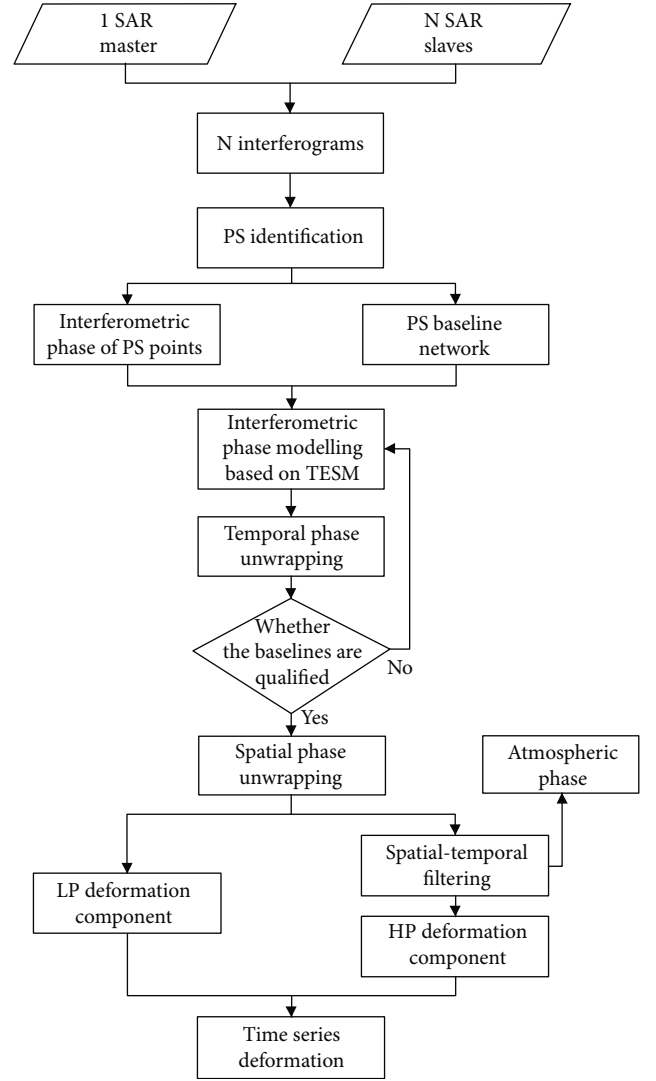 1 SAR
master
N SAR
slaves
N interferograms
PS identification
Interferometric
phase of PS points
PS baseline
network
Interferometric
phase modelling
based on TESM
Temporal phase
unwrapping
Whether
the baselines are
qualified
No
Yes
Spatial phase
unwrapping
Atmospheric
phase
Spatial-temporal
filtering
LP deformation
component
HP deformation
component
Time series
deformation